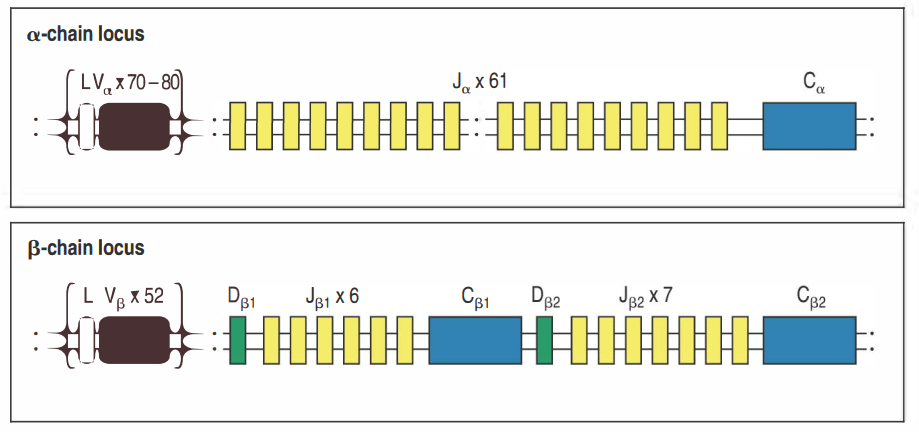 α-chain locus
LVα x 70–80 Jα x 61 Cα
β-chain locus
L Vβ x 52 Dβ1 Jβ1 x 6 Cβ1 Dβ2 Jβ2 x 7 Cβ2